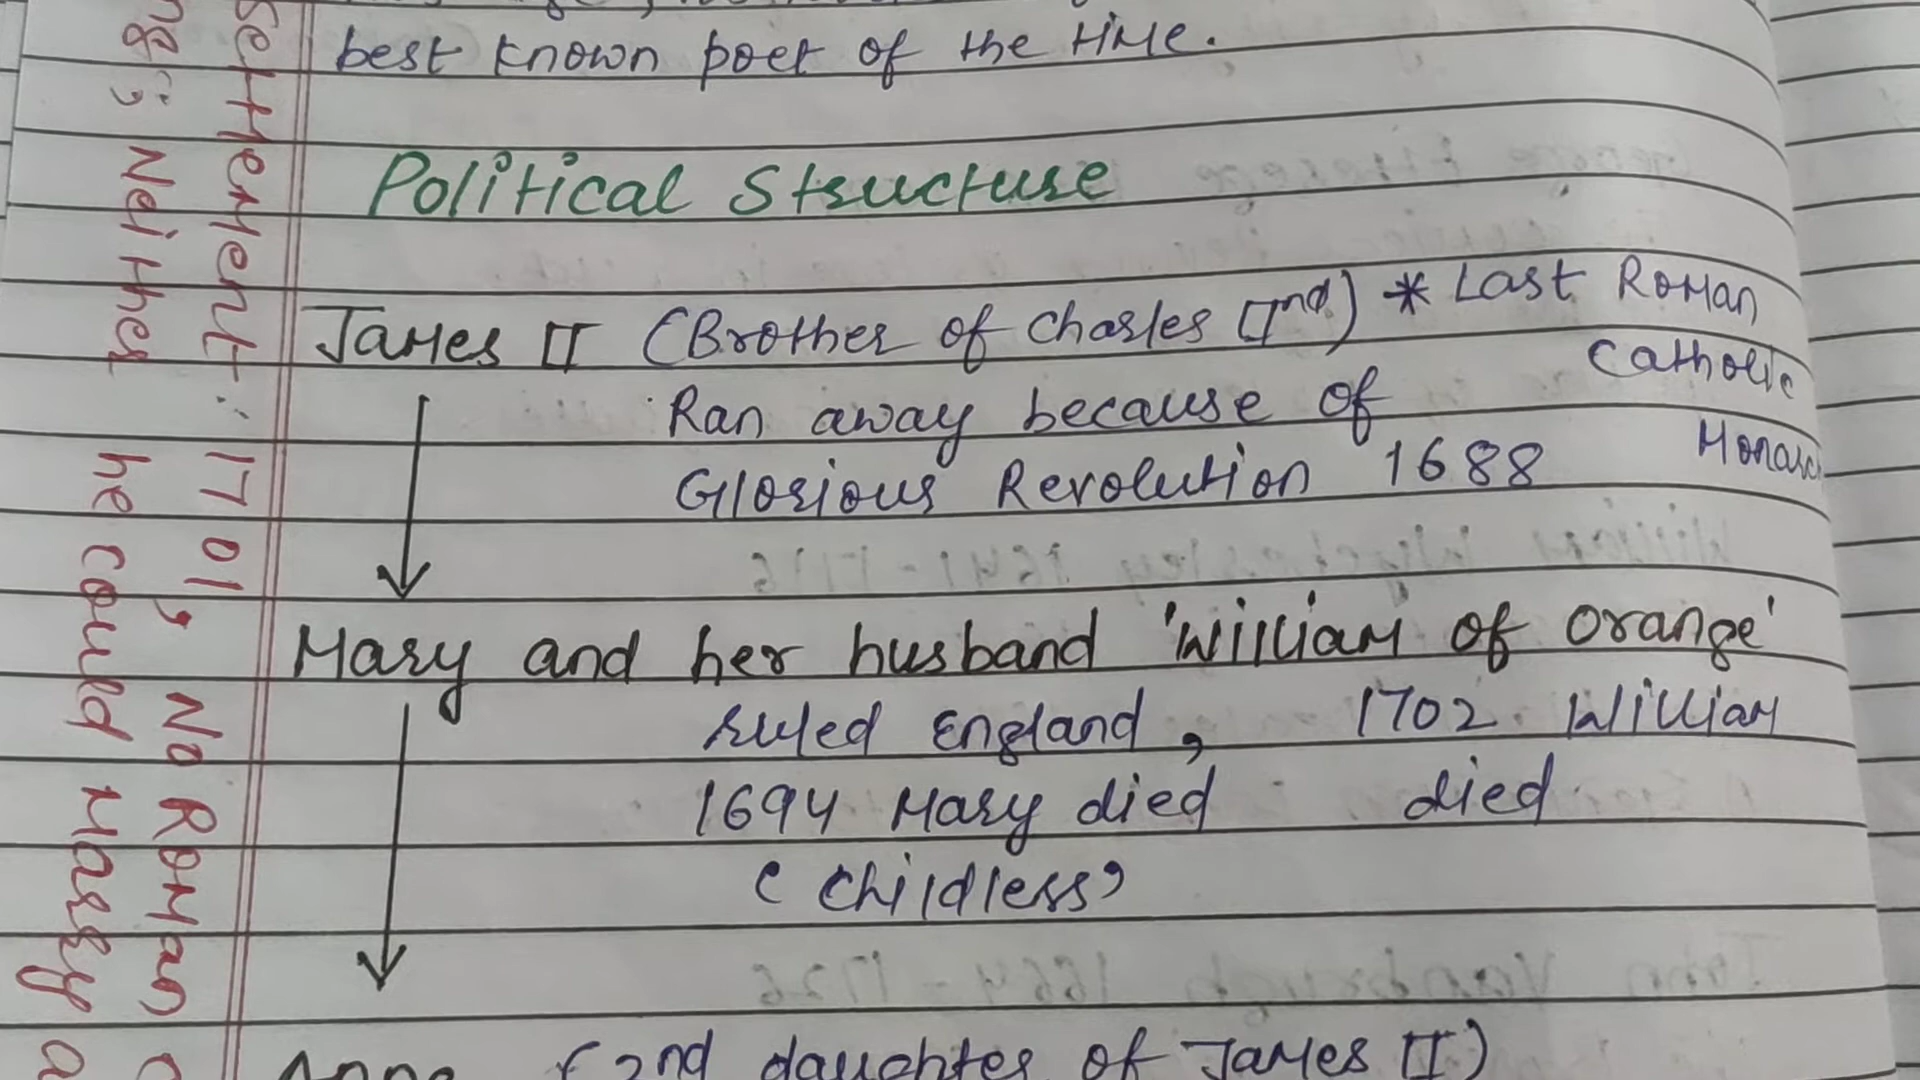 best known poet of the time.
Political Structure
James II (Brother of Charles IInd) * Last Roman
Catholic
Ran away because of
Monarch
Glorious Revolution 1688
Mary and her husband 'William of Orange'
ruled England, 1702 William
1694 Mary died died
(Childless)
Anne (2nd daughter of James II)
Settlement: 1701, No Roman
Neither he could Marry a